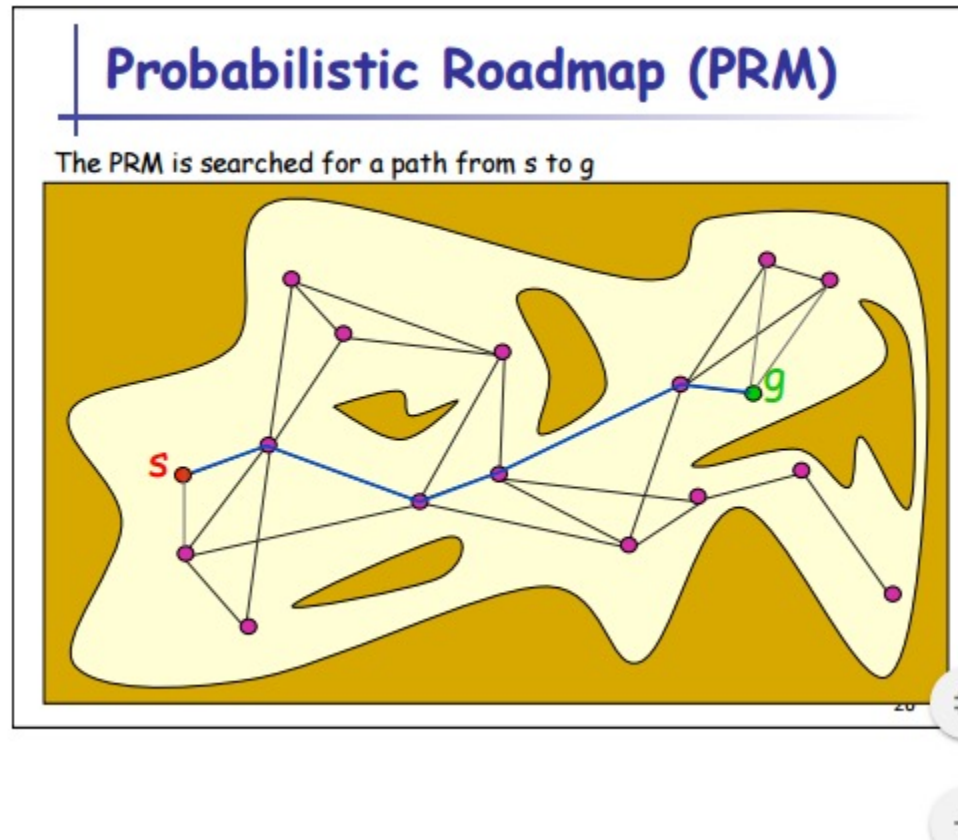 Probabilistic Roadmap (PRM)
The PRM is searched for a path from s to g
g
s